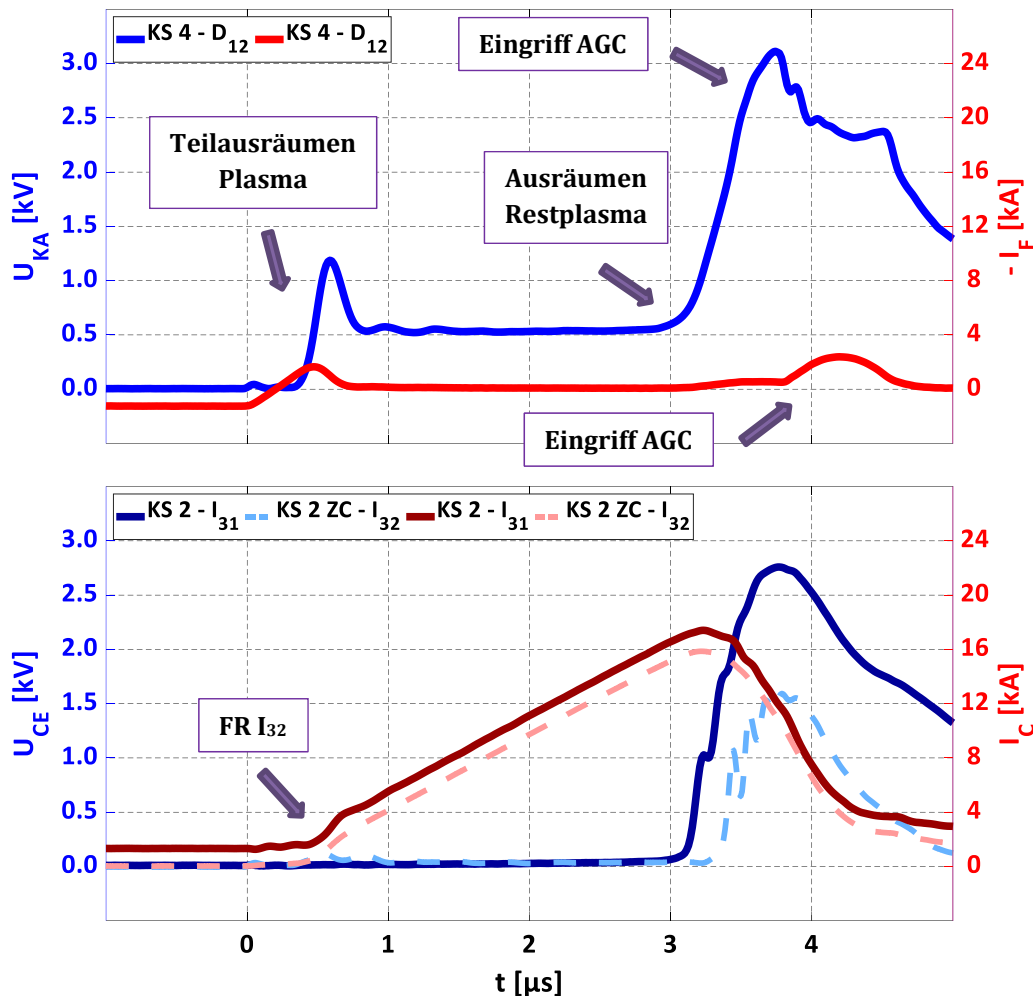 KS 4 - D12 KS 4 - D12
Eingriff AGC
Teilausräumen
Plasma
Ausräumen
Restplasma
Eingriff AGC
UKA [kV]
3.0
2.5
2.0
1.5
1.0
0.5
0.0
- IF [kA]
24
20
16
12
8
4
0
KS 2 - I31 KS 2 ZC - I32 KS 2 - I31 KS 2 ZC - I32
FR I32
UCE [kV]
3.0
2.5
2.0
1.5
1.0
0.5
0.0
IC [kA]
24
20
16
12
8
4
0
0 1 2 3 4
t [µs]